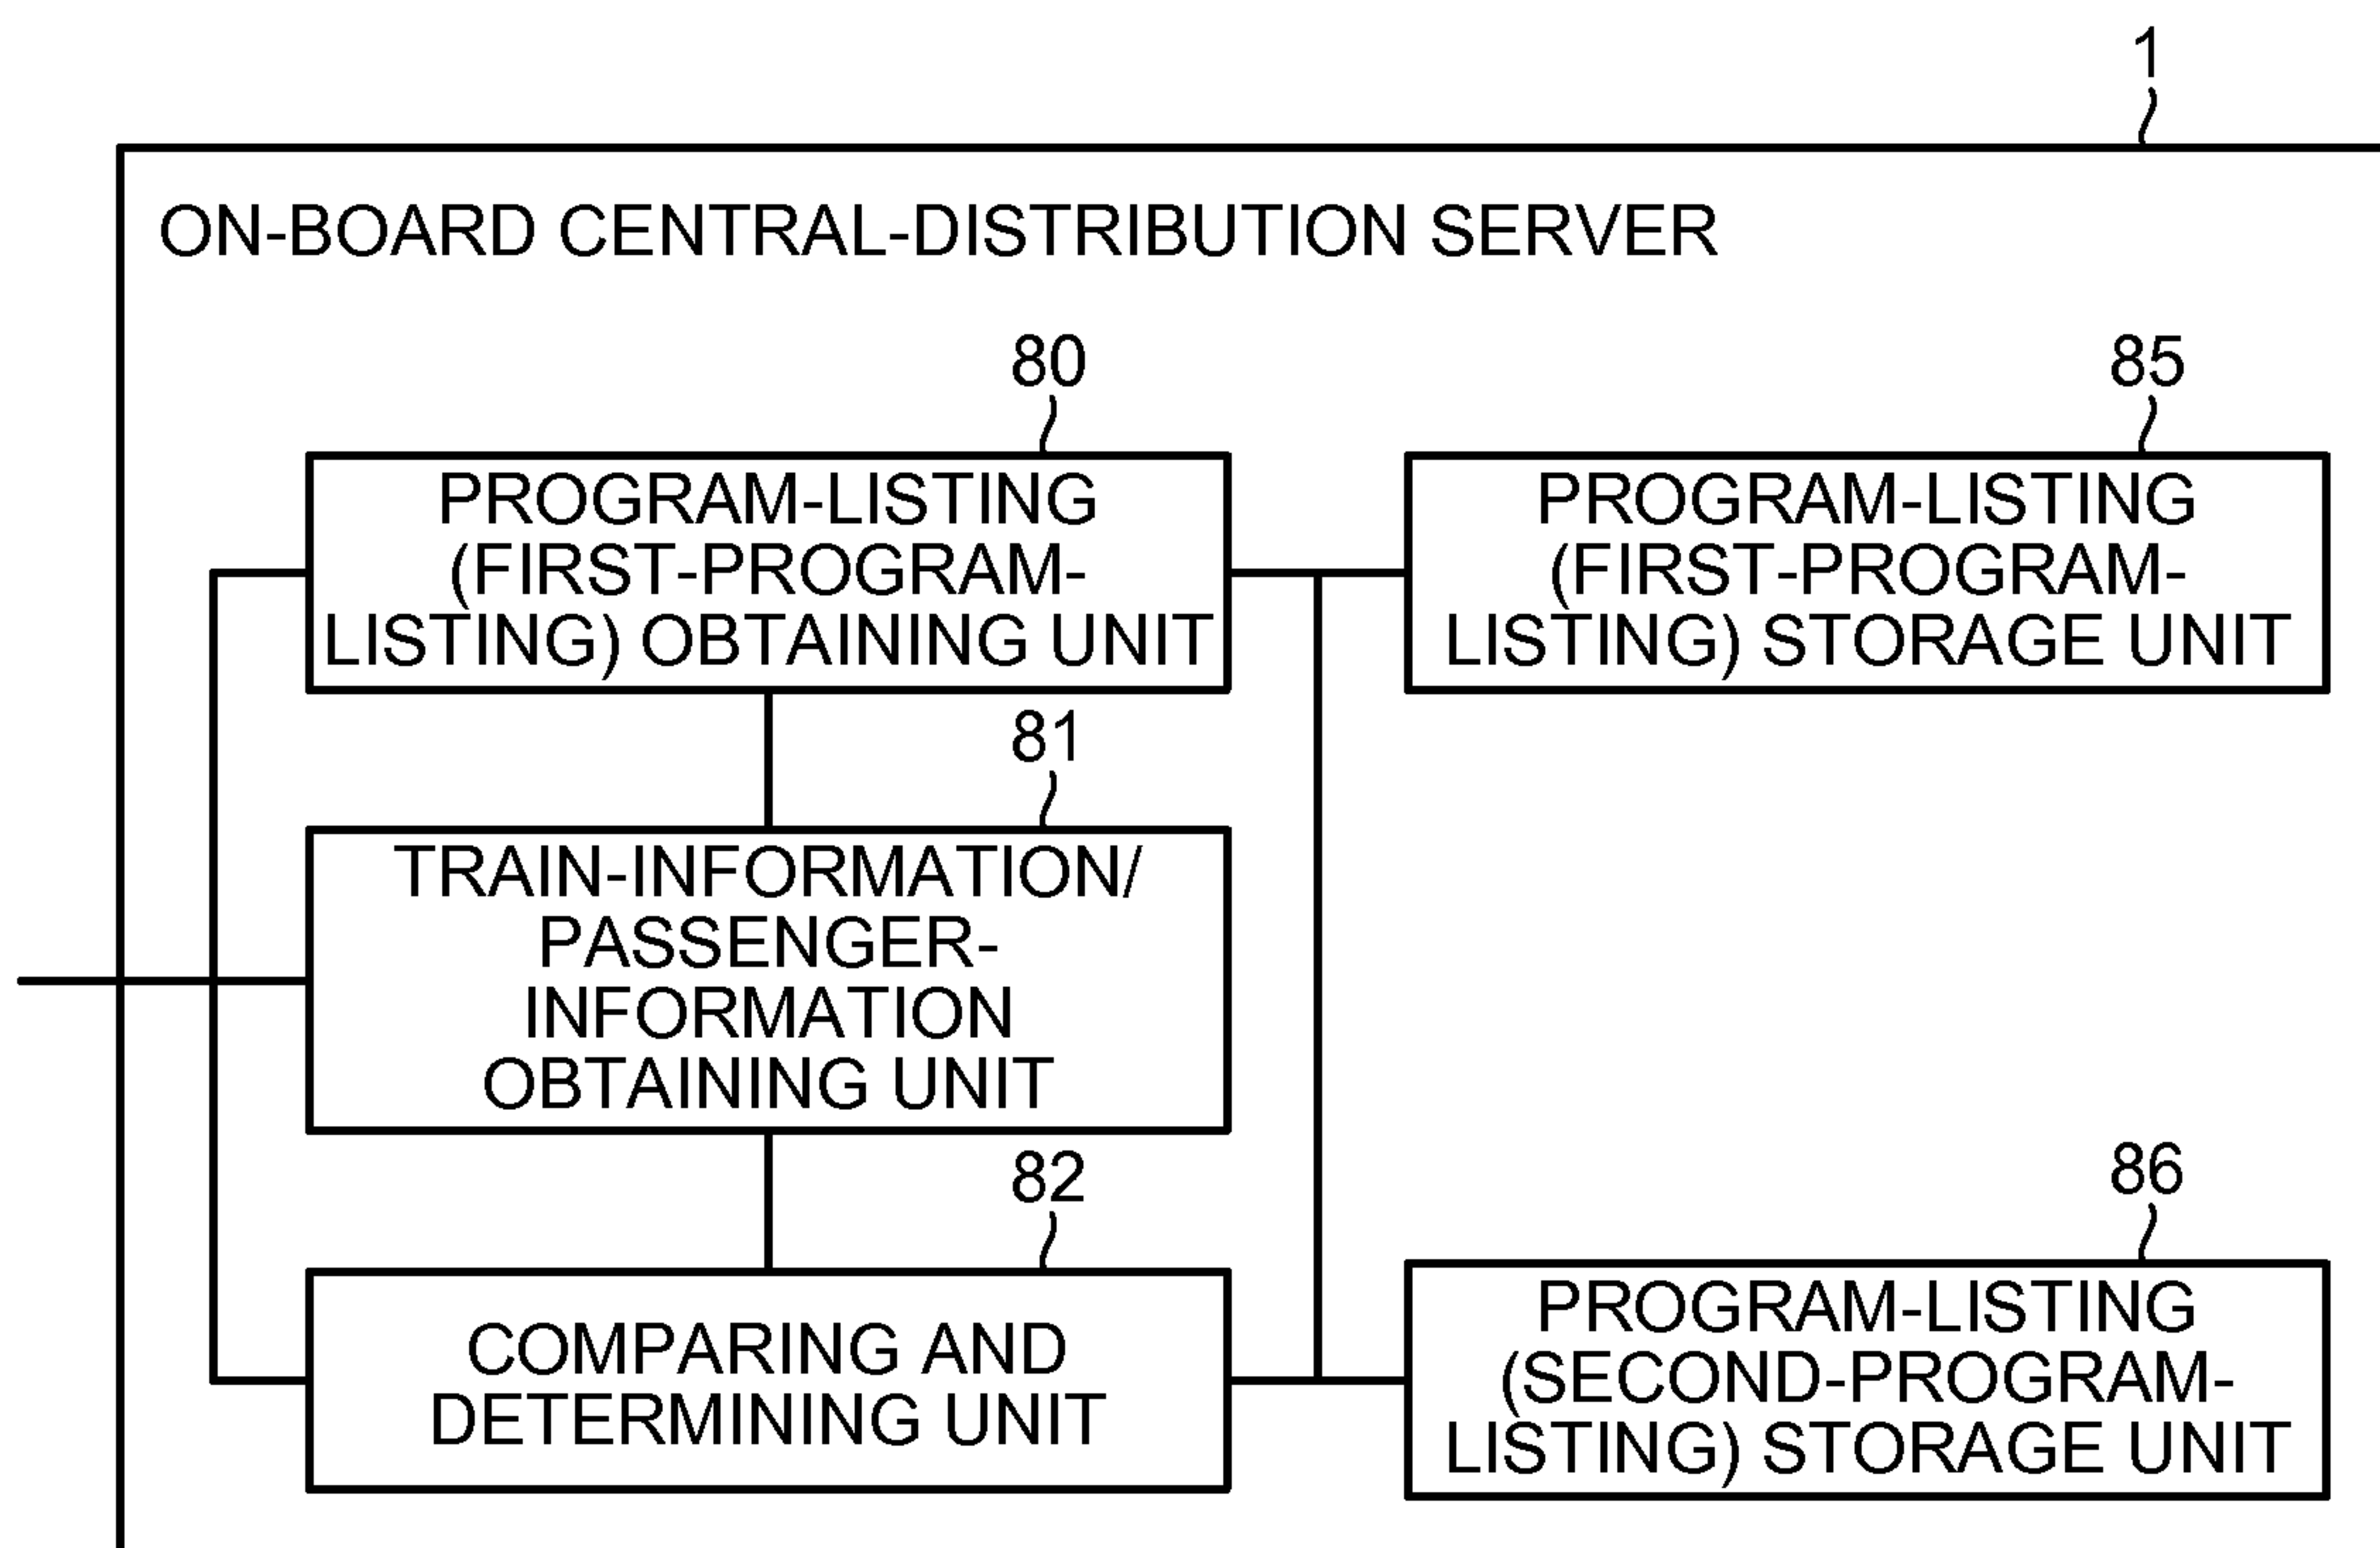 1
ON-BOARD CENTRAL-DISTRIBUTION SERVER
80
PROGRAM-LISTING
(FIRST-PROGRAM-
LISTING) OBTAINING UNIT
85
PROGRAM-LISTING
(FIRST-PROGRAM-
LISTING) STORAGE UNIT
81
TRAIN-INFORMATION/
PASSENGER-
INFORMATION
OBTAINING UNIT
82
COMPARING AND
DETERMINING UNIT
86
PROGRAM-LISTING
(SECOND-PROGRAM-
LISTING) STORAGE UNIT